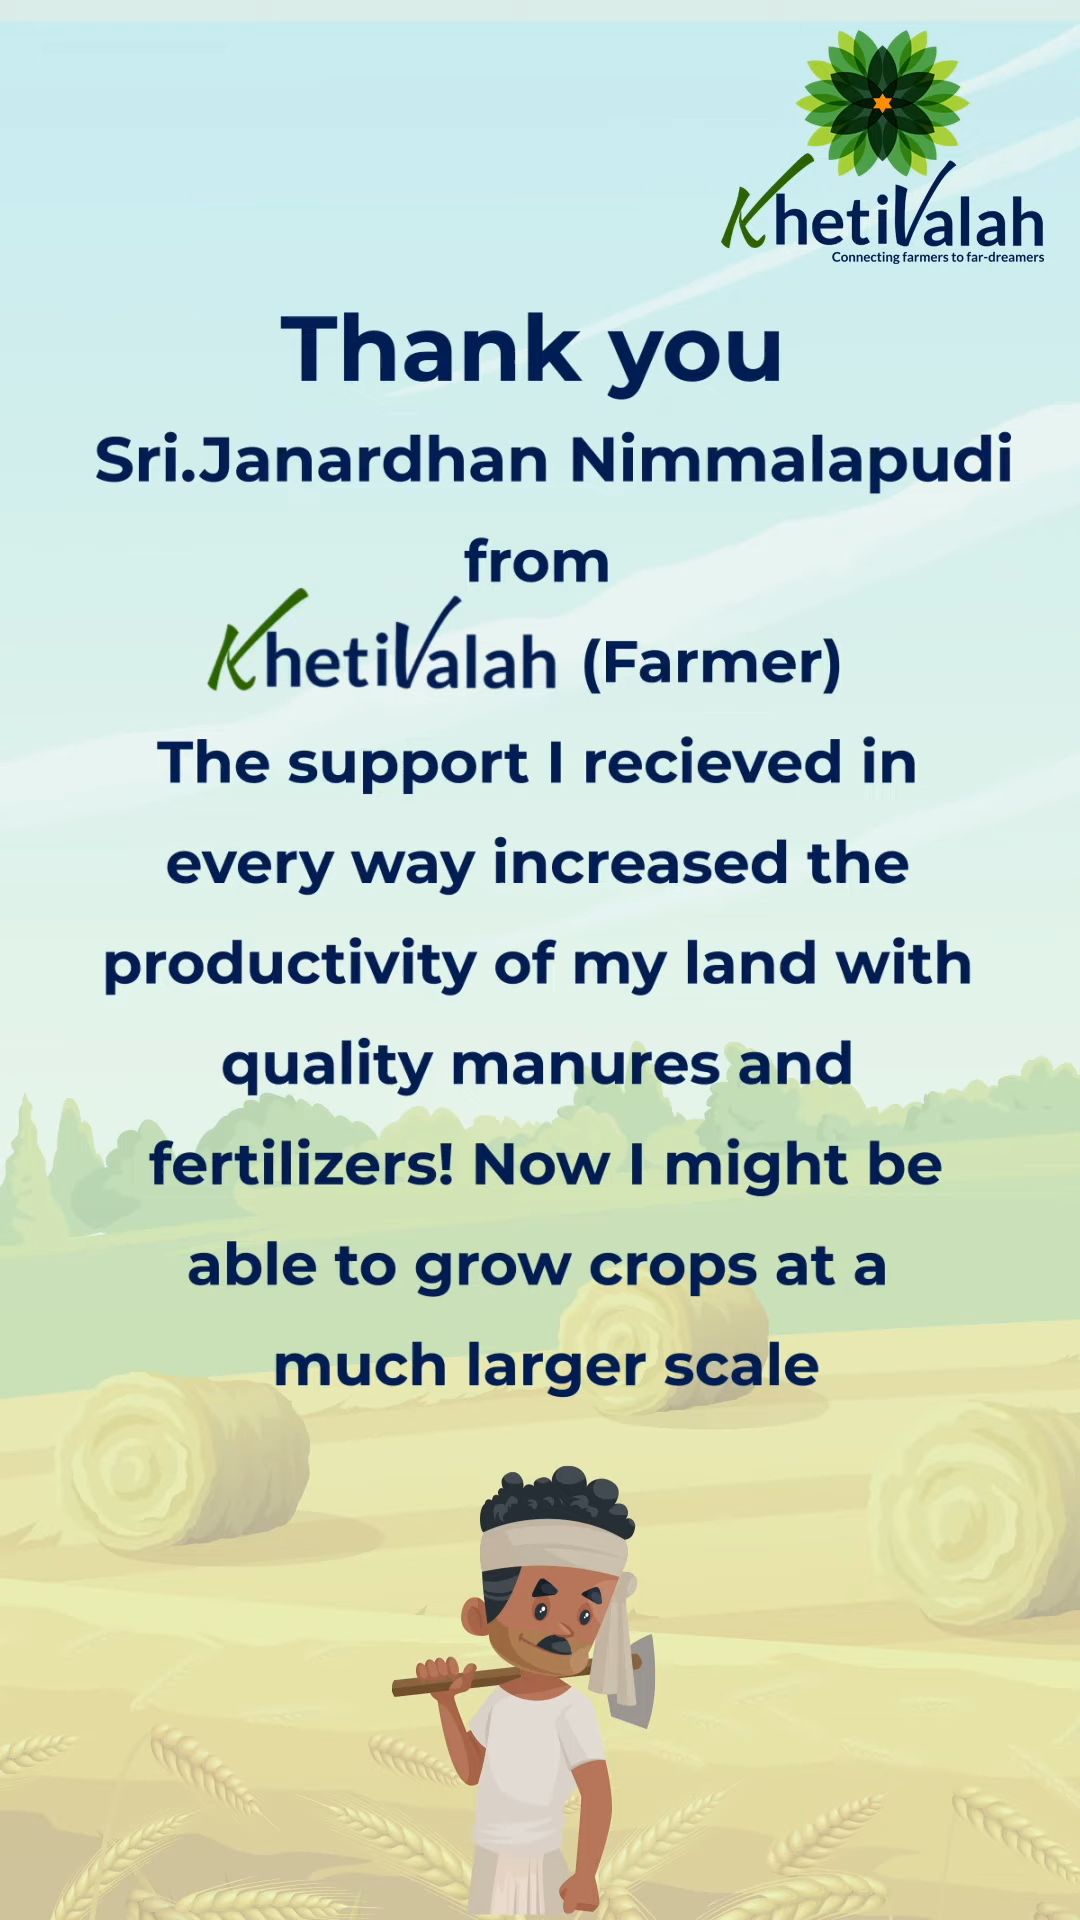 KhetiValah
Connecting farmers to far-dreamers
Thank you
Sri.Janardhan Nimmalapudi
from
KhetiValah (Farmer)
The support I recieved in
every way increased the
productivity of my land with
quality manures and
fertilizers! Now I might be
able to grow crops at a
much larger scale